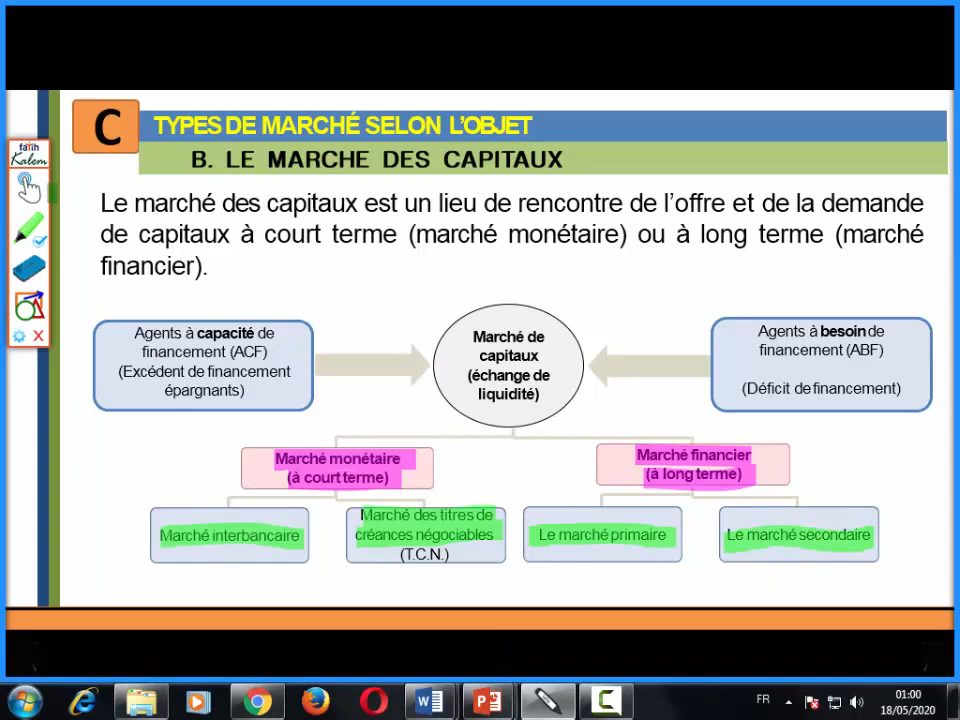 C
TYPES DE MARCHÉ SELON L'OBJET
B. LE MARCHE DES CAPITAUX
fatih
Kalem
Le marché des capitaux est un lieu de rencontre de l'offre et de la demande
de capitaux à court terme (marché monétaire) ou à long terme (marché
financier).
Agents à capacité de
financement (ACF)
(Excédent de financement
épargnants)
Marché de
capitaux
(échange de
liquidité)
Agents à besoin de
financement (ABF)
(Déficit de financement)
Marché monétaire
(à court terme)
Marché financier
(à long terme)
Marché interbancaire
Marché des titres de
créances négociables
(T.C.N.)
Le marché primaire
Le marché secondaire
FR
01:00
18/05/2020